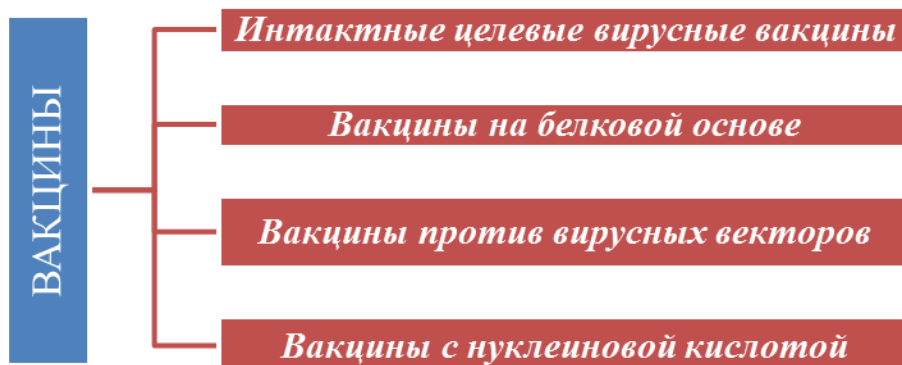 ВАКЦИНЫ
Интактные целевые вирусные вакцины
Вакцины на белковой основе
Вакцины против вирусных векторов
Вакцины с нуклеиновой кислотой